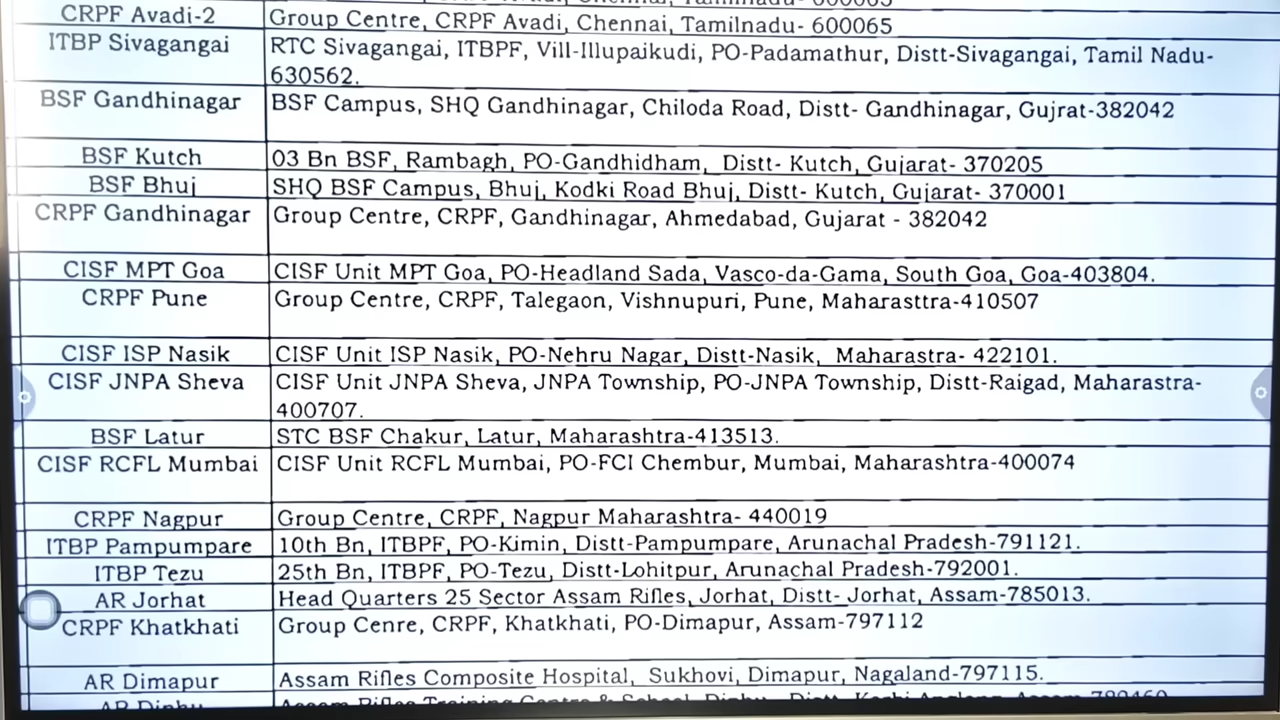 CRPF Avadi-2 Group Centre, CRPF Avadi, Chennai, Tamilnadu- 600065
ITBP Sivagangai RTC Sivagangai, ITBPF, Vill-Illupaikudi, PO-Padamathur, Distt-Sivagangai, Tamil Nadu-
630562.
BSF Gandhinagar BSF Campus, SHQ Gandhinagar, Chiloda Road, Distt- Gandhinagar, Gujrat-382042
BSF Kutch 03 Bn BSF, Rambagh, PO-Gandhidham, Distt- Kutch, Gujarat- 370205
BSF Bhuj SHQ BSF Campus, Bhuj, Kodki Road Bhuj, Distt- Kutch, Gujarat- 370001
CRPF Gandhinagar Group Centre, CRPF, Gandhinagar, Ahmedabad, Gujarat - 382042
CISF MPT Goa CISF Unit MPT Goa, PO-Headland Sada, Vasco-da-Gama, South Goa, Goa-403804.
CRPF Pune Group Centre, CRPF, Talegaon, Vishnupuri, Pune, Maharasttra-410507
CISF ISP Nasik CISF Unit ISP Nasik, PO-Nehru Nagar, Distt-Nasik, Maharastra- 422101.
CISF JNPA Sheva CISF Unit JNPA Sheva, JNPA Township, PO-JNPA Township, Distt-Raigad, Maharastra-
400707.
BSF Latur STC BSF Chakur, Latur, Maharashtra-413513.
CISF RCFL Mumbai CISF Unit RCFL Mumbai, PO-FCI Chembur, Mumbai, Maharashtra-400074
CRPF Nagpur Group Centre, CRPF, Nagpur Maharashtra- 440019
ITBP Pampumpare 10th Bn, ITBPF, PO-Kimin, Distt-Pampumpare, Arunachal Pradesh-791121.
ITBP Tezu 25th Bn, ITBPF, PO-Tezu, Distt-Lohitpur, Arunachal Pradesh-792001.
AR Jorhat Head Quarters 25 Sector Assam Rifles, Jorhat, Distt- Jorhat, Assam-785013.
CRPF Khatkhati Group Cenre, CRPF, Khatkhati, PO-Dimapur, Assam-797112
AR Dimapur Assam Rifles Composite Hospital, Sukhovi, Dimapur, Nagaland-797115.